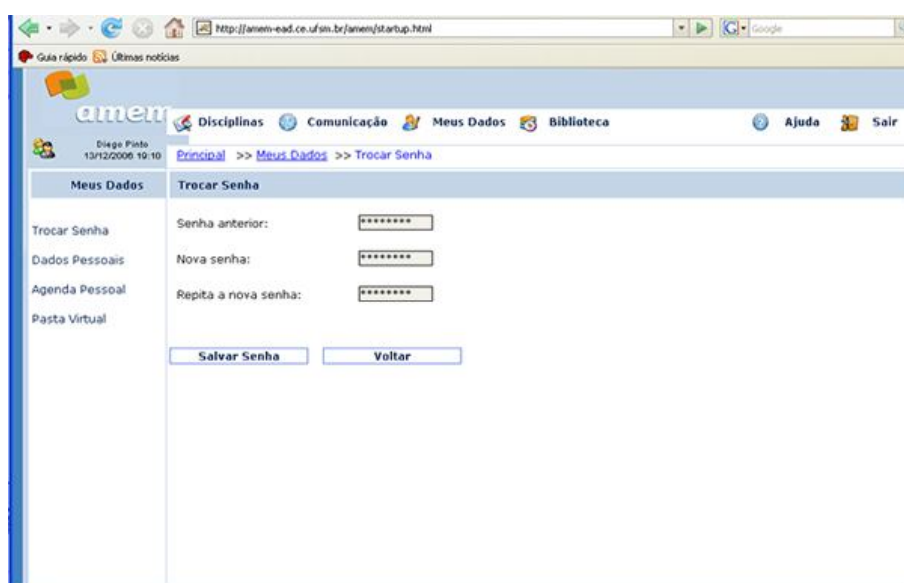 http://amem-ead.ce.ufsm.br/amem/startup.html
Google
Guia rápido Últimas notícias
amem
Disciplinas Comunicação Meus Dados Biblioteca Ajuda Sair
Diego Pinto
13/12/2006 19:10
Principal >> Meus Dados >> Trocar Senha
Meus Dados
Trocar Senha
Trocar Senha
Dados Pessoais
Agenda Pessoal
Pasta Virtual
Senha anterior: ********
Nova senha: ********
Repita a nova senha: ********
Salvar Senha Voltar